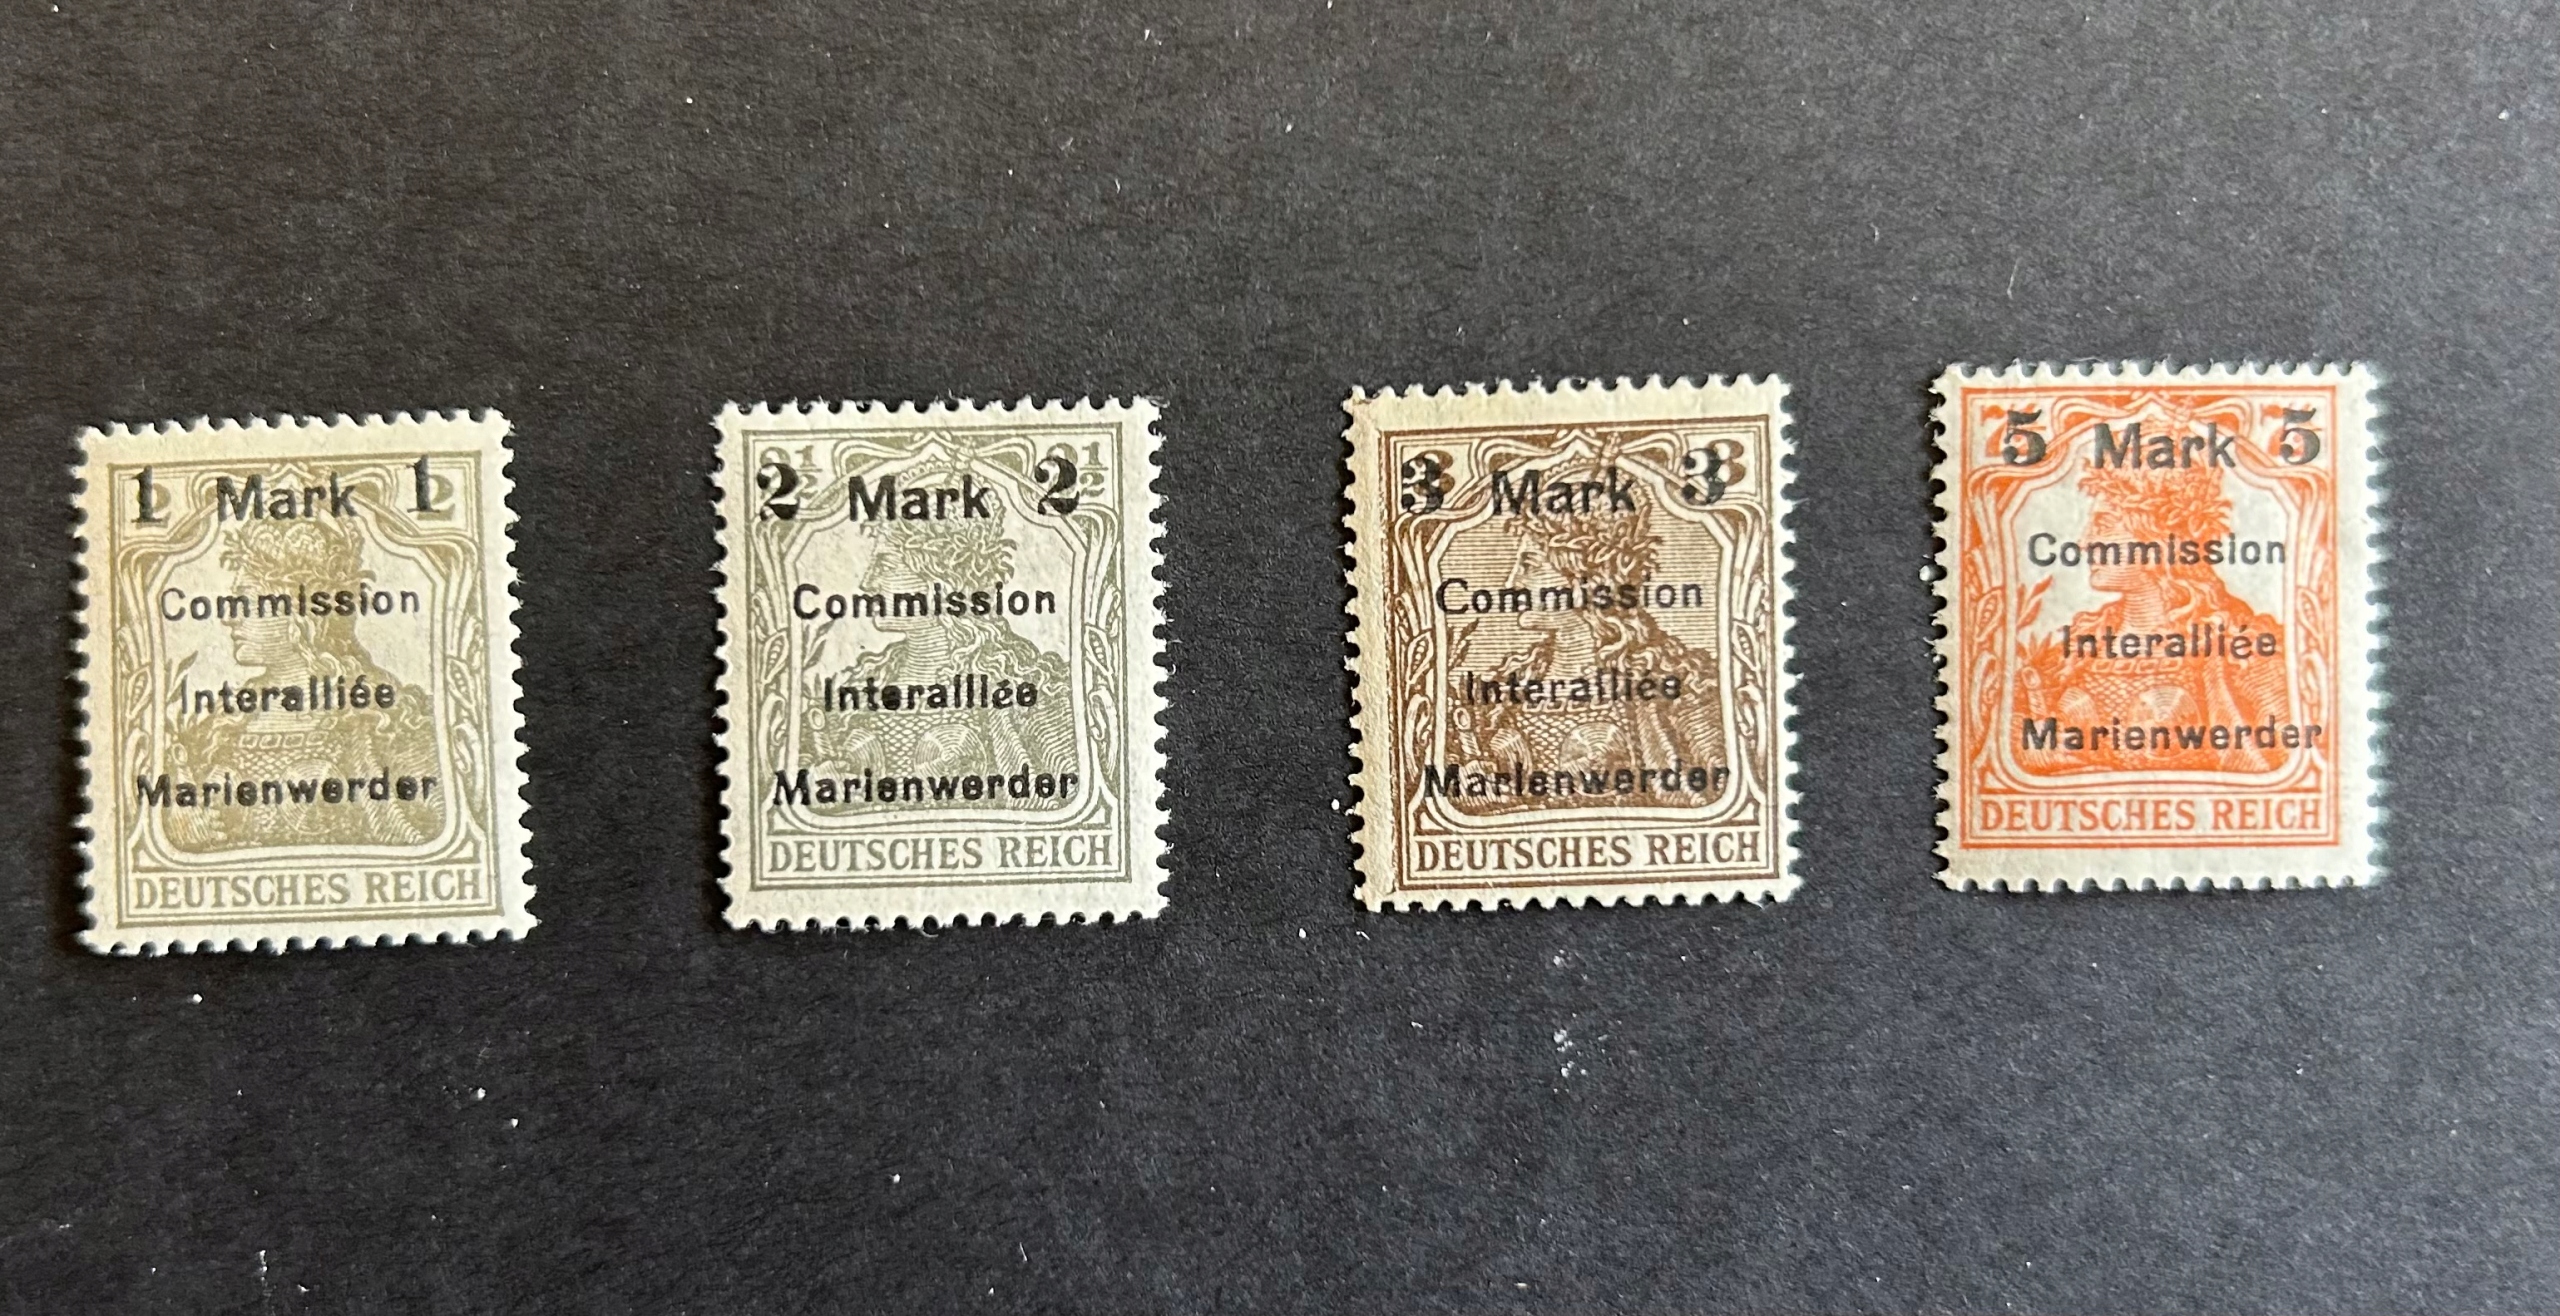 1 Mark 1
Commission
Interalliée
Marienwerder
DEUTSCHES REICH
2 Mark 2
Commission
Interalliée
Marienwerder
DEUTSCHES REICH
3 Mark 3
Commission
Interalliée
Marienwerder
DEUTSCHES REICH
5 Mark 5
Commission
Interalliée
Marienwerder
DEUTSCHES REICH